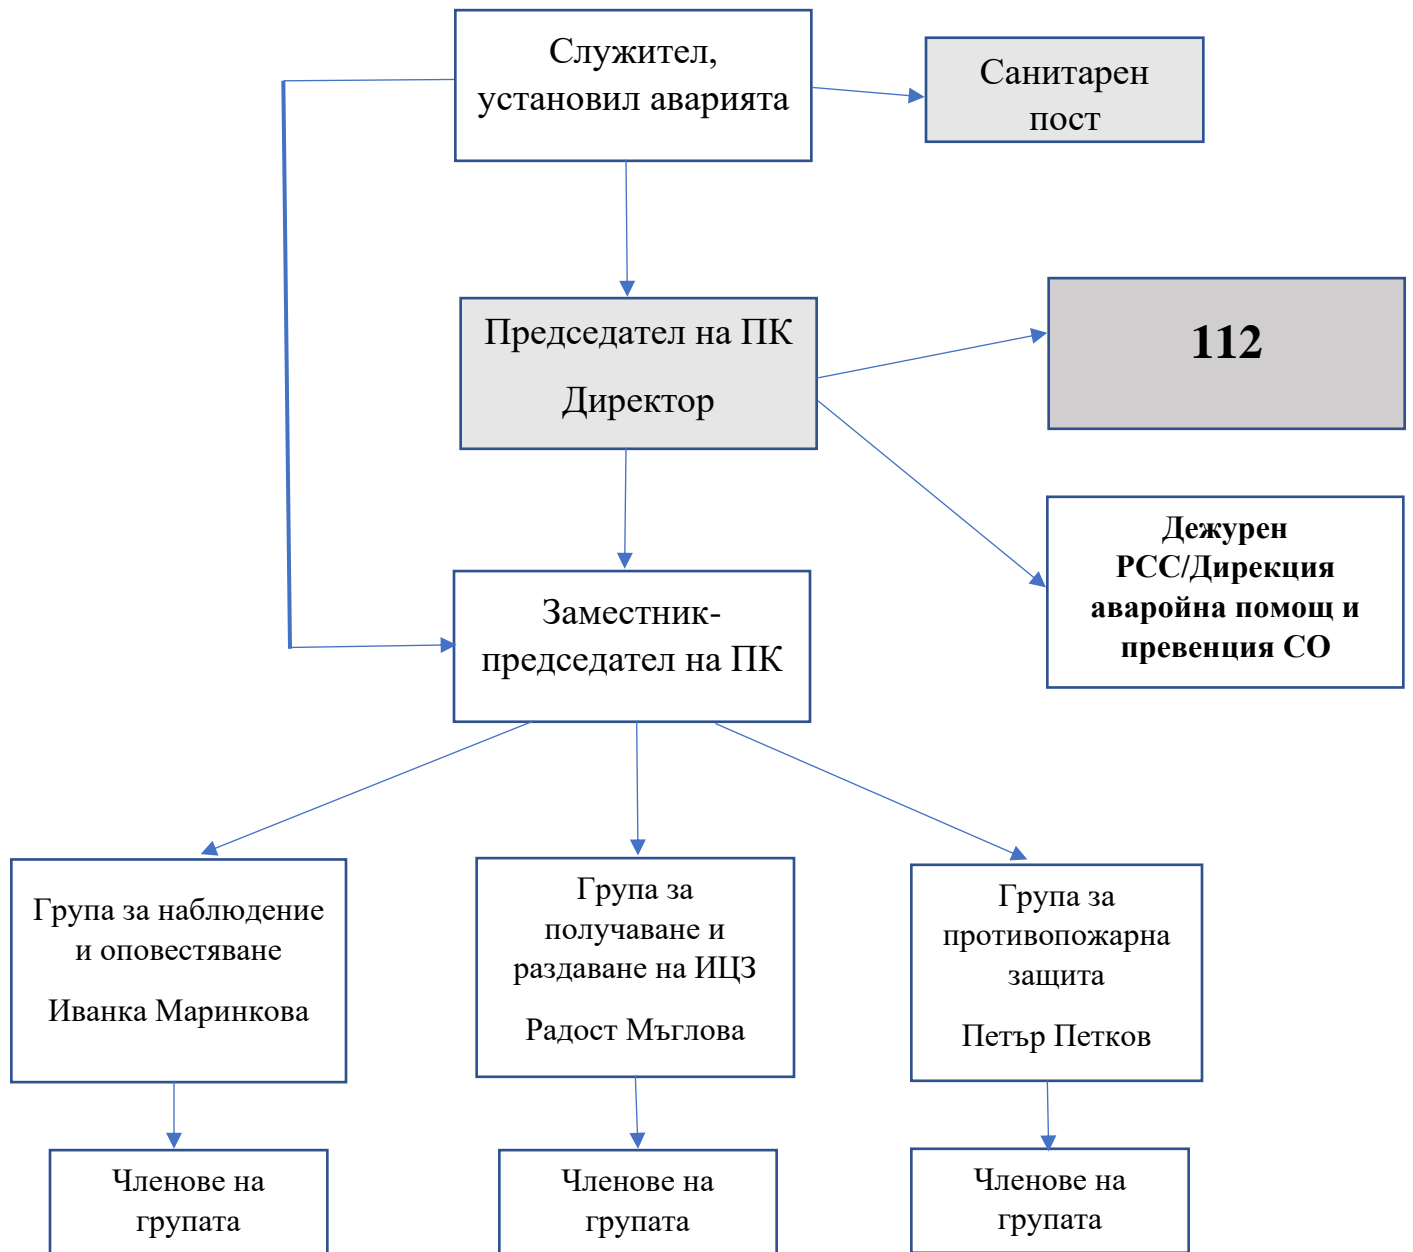 Служител,
установил аварията
Санитарен
пост
Председател на ПК
Директор
112
Дежурен
РСС/Дирекция
аваройна помощ и
превенция СО
Заместник-
председател на ПК
Група за наблюдение
и оповестяване
Иванка Маринкова
Група за
получаване и
раздаване на ИЦЗ
Радост Мъглова
Група за
противопожарна
защита
Петър Петков
Членове на
групата
Членове на
групата
Членове на
групата